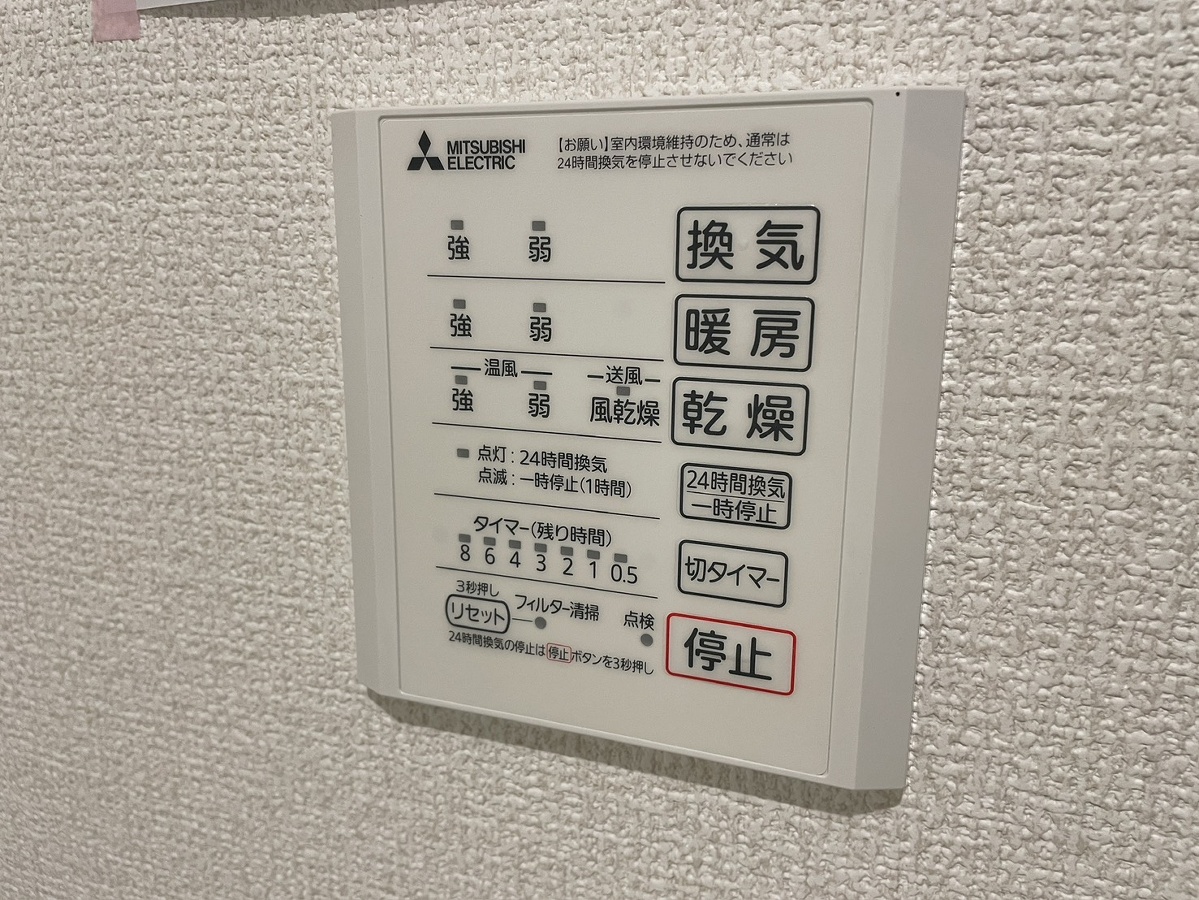 MITSUBISHI
ELECTRIC
【お願い】室内環境維持のため、通常は
24時間換気を停止させないでください
強 弱 換気
強 弱 暖房
温風 送風
強 弱 風乾燥 乾燥
点灯：24時間換気
点滅：一時停止（1時間）
24時間換気
一時停止
タイマー（残り時間）
8 6 4 3 2 1 0.5
切タイマー
3秒押し
リセット フィルター清掃 点検
24時間換気の停止は停止ボタンを3秒押し
停止